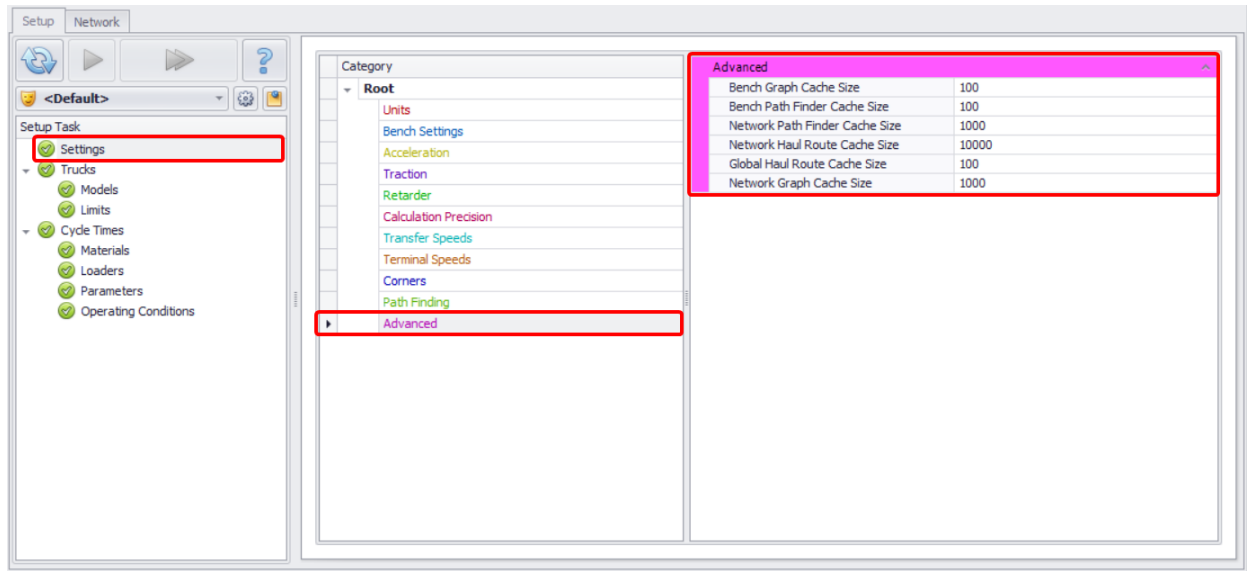 Setup Network
?
<Default>
Setup Task
Settings
Trucks
Models
Limits
Cycle Times
Materials
Loaders
Parameters
Operating Conditions
Category
Root
Units
Bench Settings
Acceleration
Traction
Retarder
Calculation Precision
Transfer Speeds
Terminal Speeds
Corners
Path Finding
Advanced
Advanced
Bench Graph Cache Size 100
Bench Path Finder Cache Size 100
Network Path Finder Cache Size 1000
Network Haul Route Cache Size 10000
Global Haul Route Cache Size 100
Network Graph Cache Size 1000